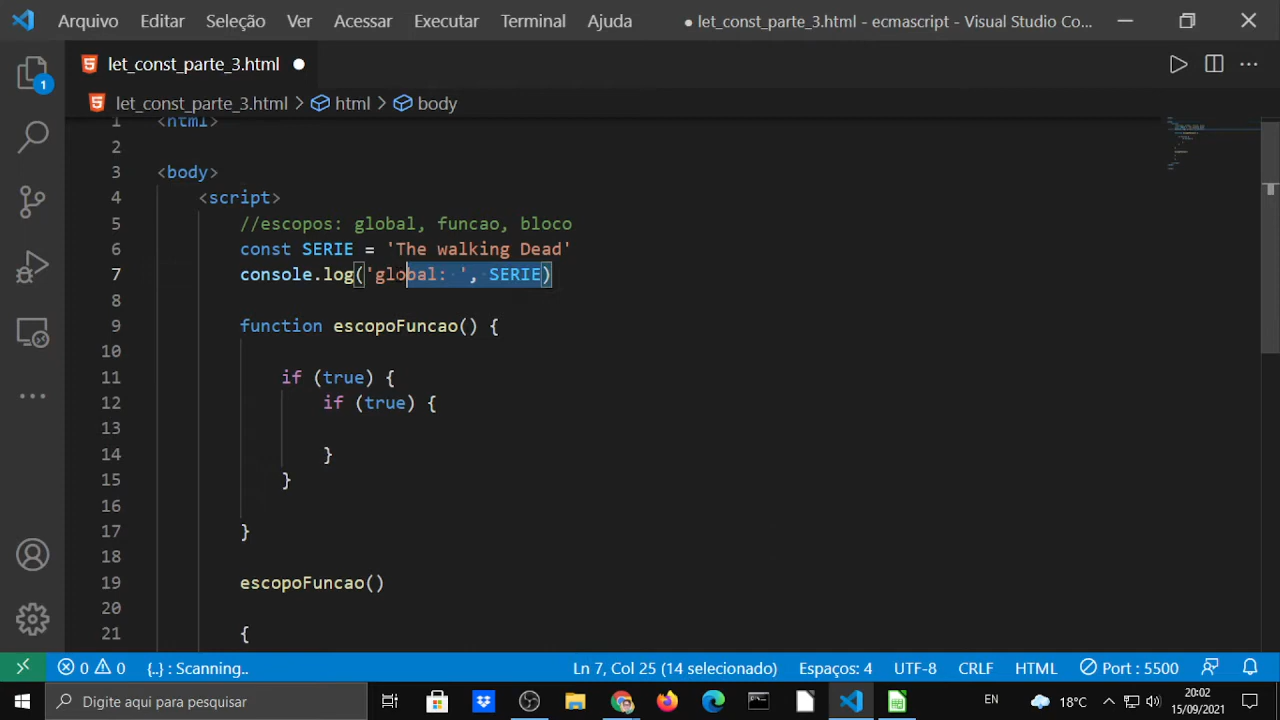 Arquivo Editar Seleção Ver Acessar Executar Terminal Ajuda ● let_const_parte_3.html - ecmascript - Visual Studio Co...
let_const_parte_3.html
let_const_parte_3.html > html > body
1 <html>
2
3 <body>
4 <script>
5 //escopos: global, funcao, bloco
6 const SERIE = 'The walking Dead'
7 console.log('global: ', SERIE)
8
9 function escopoFuncao() {
10
11 if (true) {
12 if (true) {
13
14 }
15 }
16
17 }
18
19 escopoFuncao()
20
21 {
1
0 0 {..} : Scanning.. Ln 7, Col 25 (14 selecionado) Espaços: 4 UTF-8 CRLF HTML Port : 5500
Digite aqui para pesquisar
EN 18°C
20:02
15/09/2021